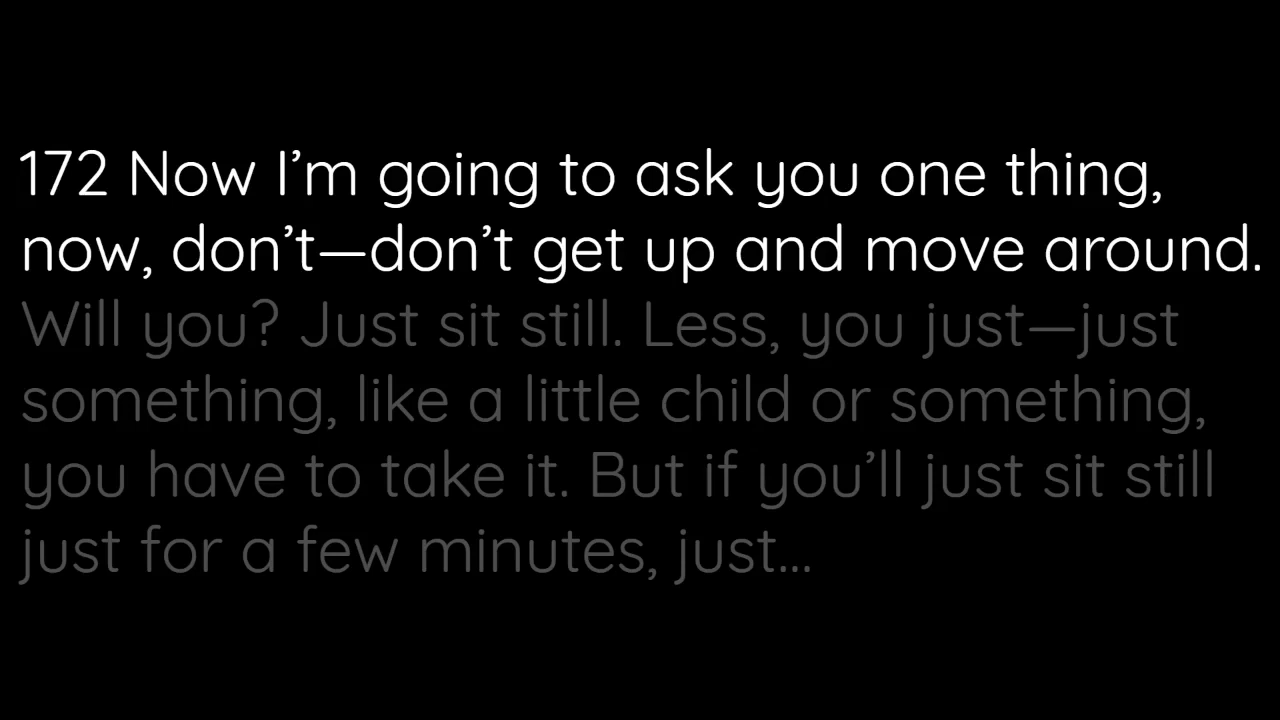 172 Now I’m going to ask you one thing,
now, don’t—don’t get up and move around.
Will you? Just sit still. Less, you just—just
something, like a little child or something,
you have to take it. But if you’ll just sit still
just for a few minutes, just...